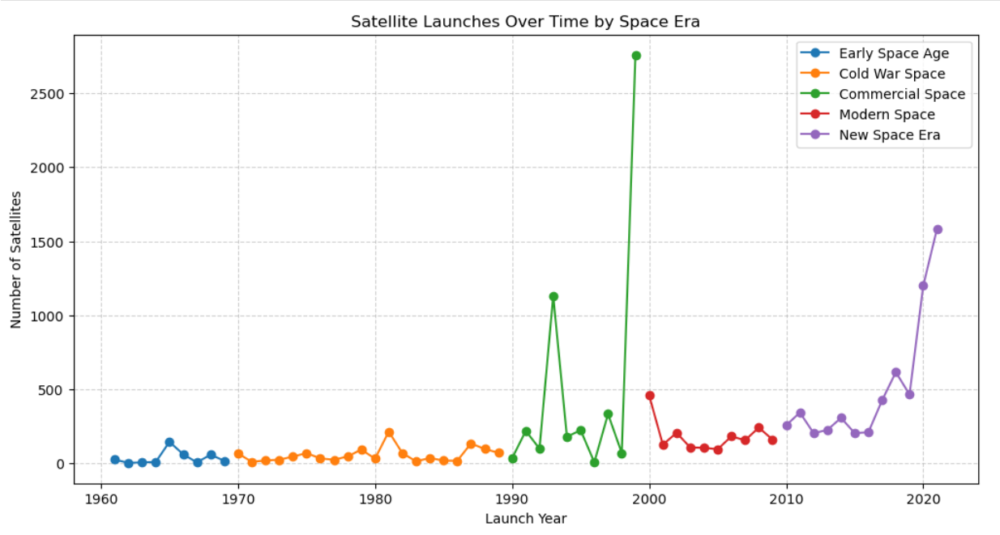 Satellite Launches Over Time by Space Era
Early Space Age
Cold War Space
Commercial Space
Modern Space
New Space Era
Number of Satellites
2500
2000
1500
1000
500
0
1960 1970 1980 1990 2000 2010 2020
Launch Year